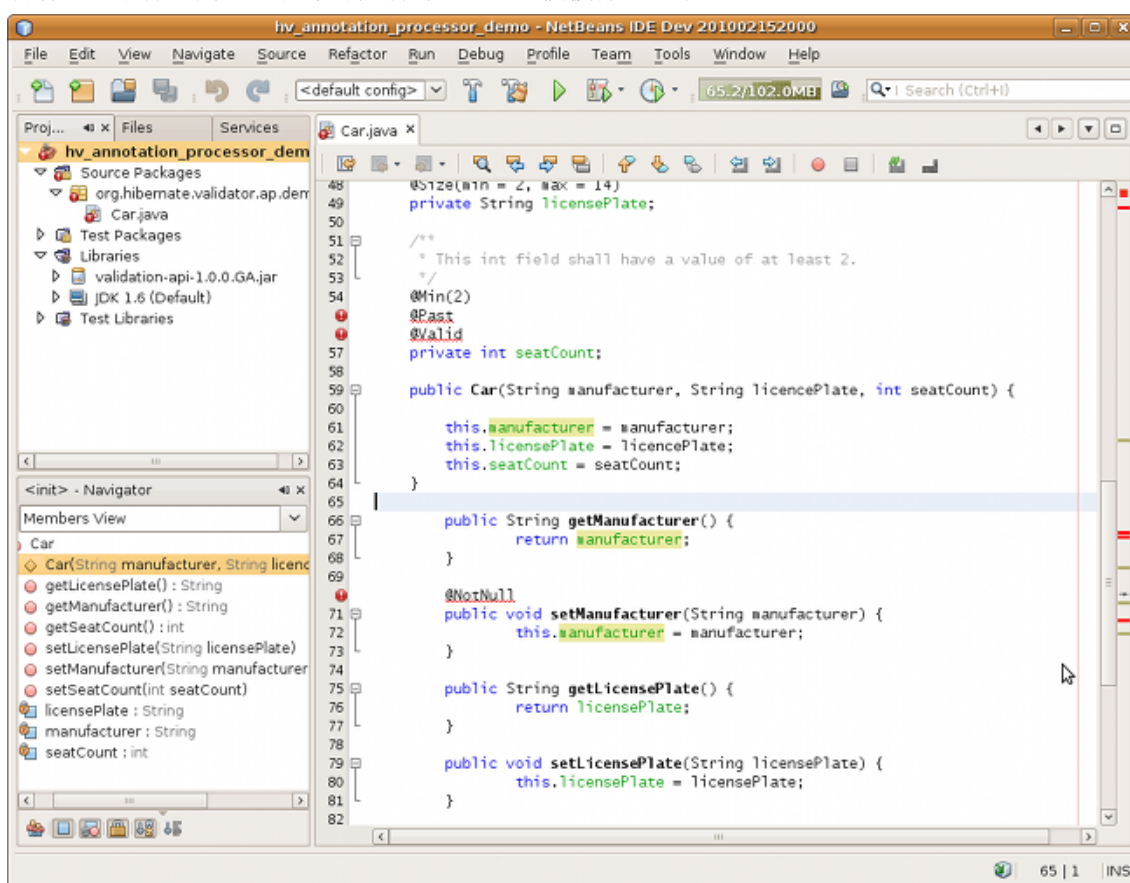 hv_annotation_processor_demo - NetBeans IDE Dev 201002152000
File Edit View Navigate Source Refactor Run Debug Profile Team Tools Window Help
<default config> 65.2/102.0MB Search (Ctrl+I)
Proj... Files Services
hv_annotation_processor_dem
Source Packages
org.hibernate.validator.ap.dem
Car.java
Test Packages
Libraries
validation-api-1.0.0.GA.jar
JDK 1.6 (Default)
Test Libraries
<init> - Navigator
Members View
Car
Car(String manufacturer, String licenc
getLicensePlate() : String
getManufacturer() : String
getSeatCount() : int
setLicensePlate(String licensePlate)
setManufacturer(String manufacturer
setSeatCount(int seatCount)
licensePlate : String
manufacturer : String
seatCount : int
Car.java
48 @Size(min = 2, max = 14)
49 private String licensePlate;
50
51 /**
52 * This int field shall have a value of at least 2.
53 */
54 @Min(2)
@Past
@Valid
57 private int seatCount;
58
59 public Car(String manufacturer, String licencePlate, int seatCount) {
60
61 this.manufacturer = manufacturer;
62 this.licensePlate = licencePlate;
63 this.seatCount = seatCount;
64 }
65
66 public String getManufacturer() {
67 return manufacturer;
68 }
69
@NotNull
71 public void setManufacturer(String manufacturer) {
72 this.manufacturer = manufacturer;
73 }
74
75 public String getLicensePlate() {
76 return licensePlate;
77 }
78
79 public void setLicensePlate(String licensePlate) {
80 this.licensePlate = licensePlate;
81 }
82
65 | 1 INS